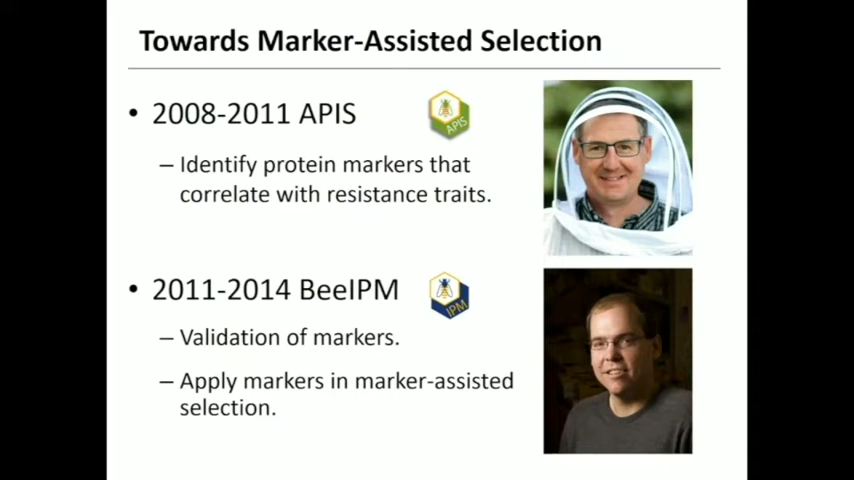 Towards Marker-Assisted Selection
• 2008-2011 APIS
APIS
– Identify protein markers that
correlate with resistance traits.
• 2011-2014 BeeIPM
IPM
– Validation of markers.
– Apply markers in marker-assisted
selection.